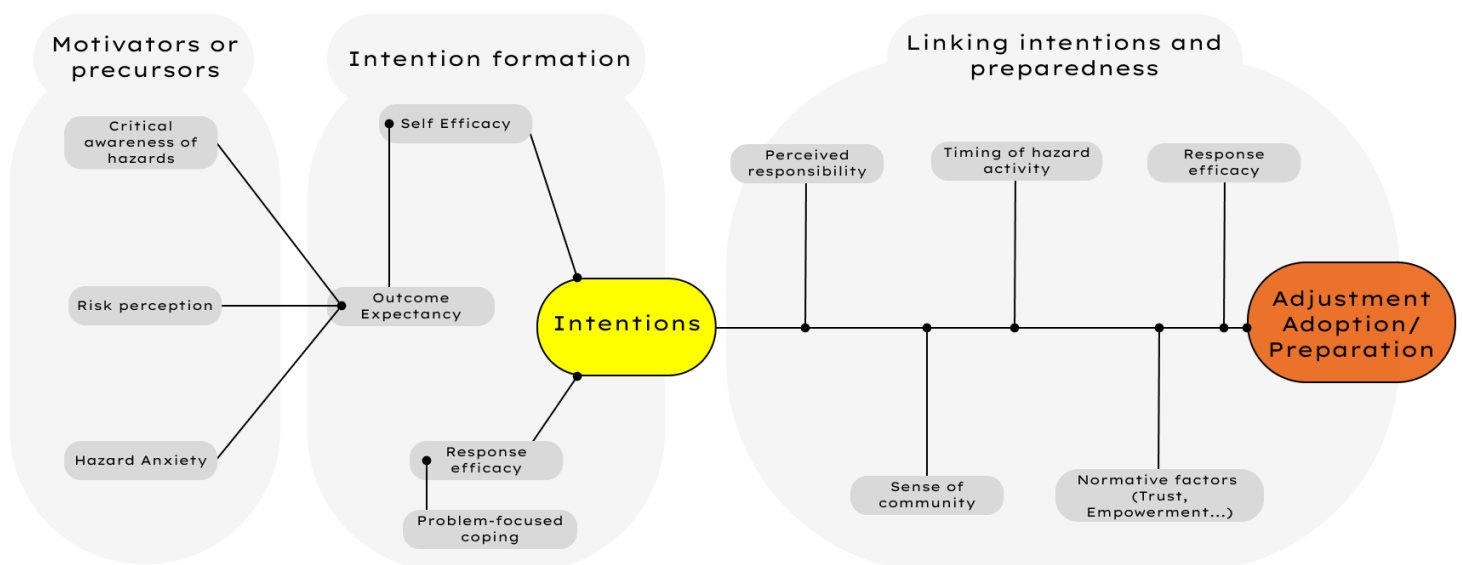 Motivators or
precursors
Intention formation
Linking intentions and
preparedness
Critical
awareness of
hazards
Self Efficacy
Perceived
responsibility
Timing of hazard
activity
Response
efficacy
Risk perception
Outcome
Expectancy
Intentions
Adjustment
Adoption/
Preparation
Hazard Anxiety
Response
efficacy
Problem-focused
coping
Sense of
community
Normative factors
(Trust,
Empowerment...)